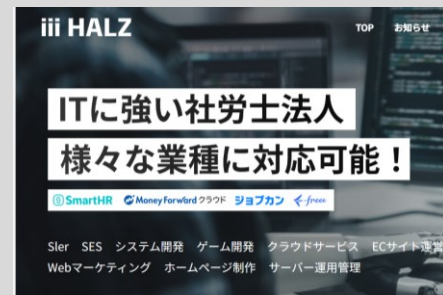 iii HALZ
TOP お知らせ
ITに強い社労士法人
様々な業種に対応可能！
SmartHR Money Forward クラウド ジョブカン freee
SIer SES システム開発 ゲーム開発 クラウドサービス ECサイト運営
Webマーケティング ホームページ制作 サーバー運用管理